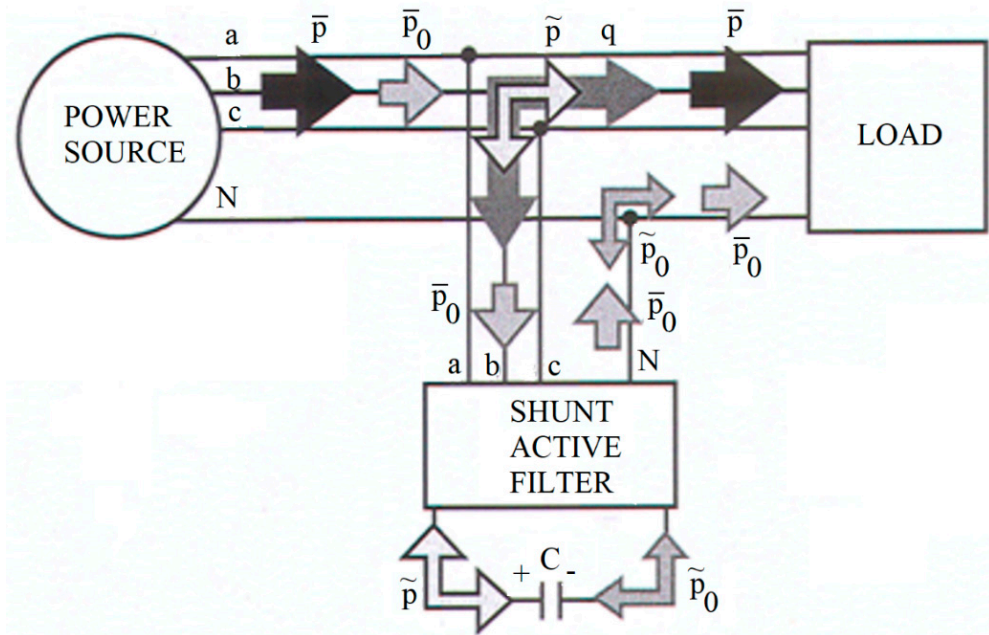 a p̅ p̅₀ p̃ q p̅
b
c
POWER
SOURCE
LOAD
N
p̃₀ p̅₀
p̅₀ p̅₀
a b c N
SHUNT
ACTIVE
FILTER
p̃ + C - p̃₀